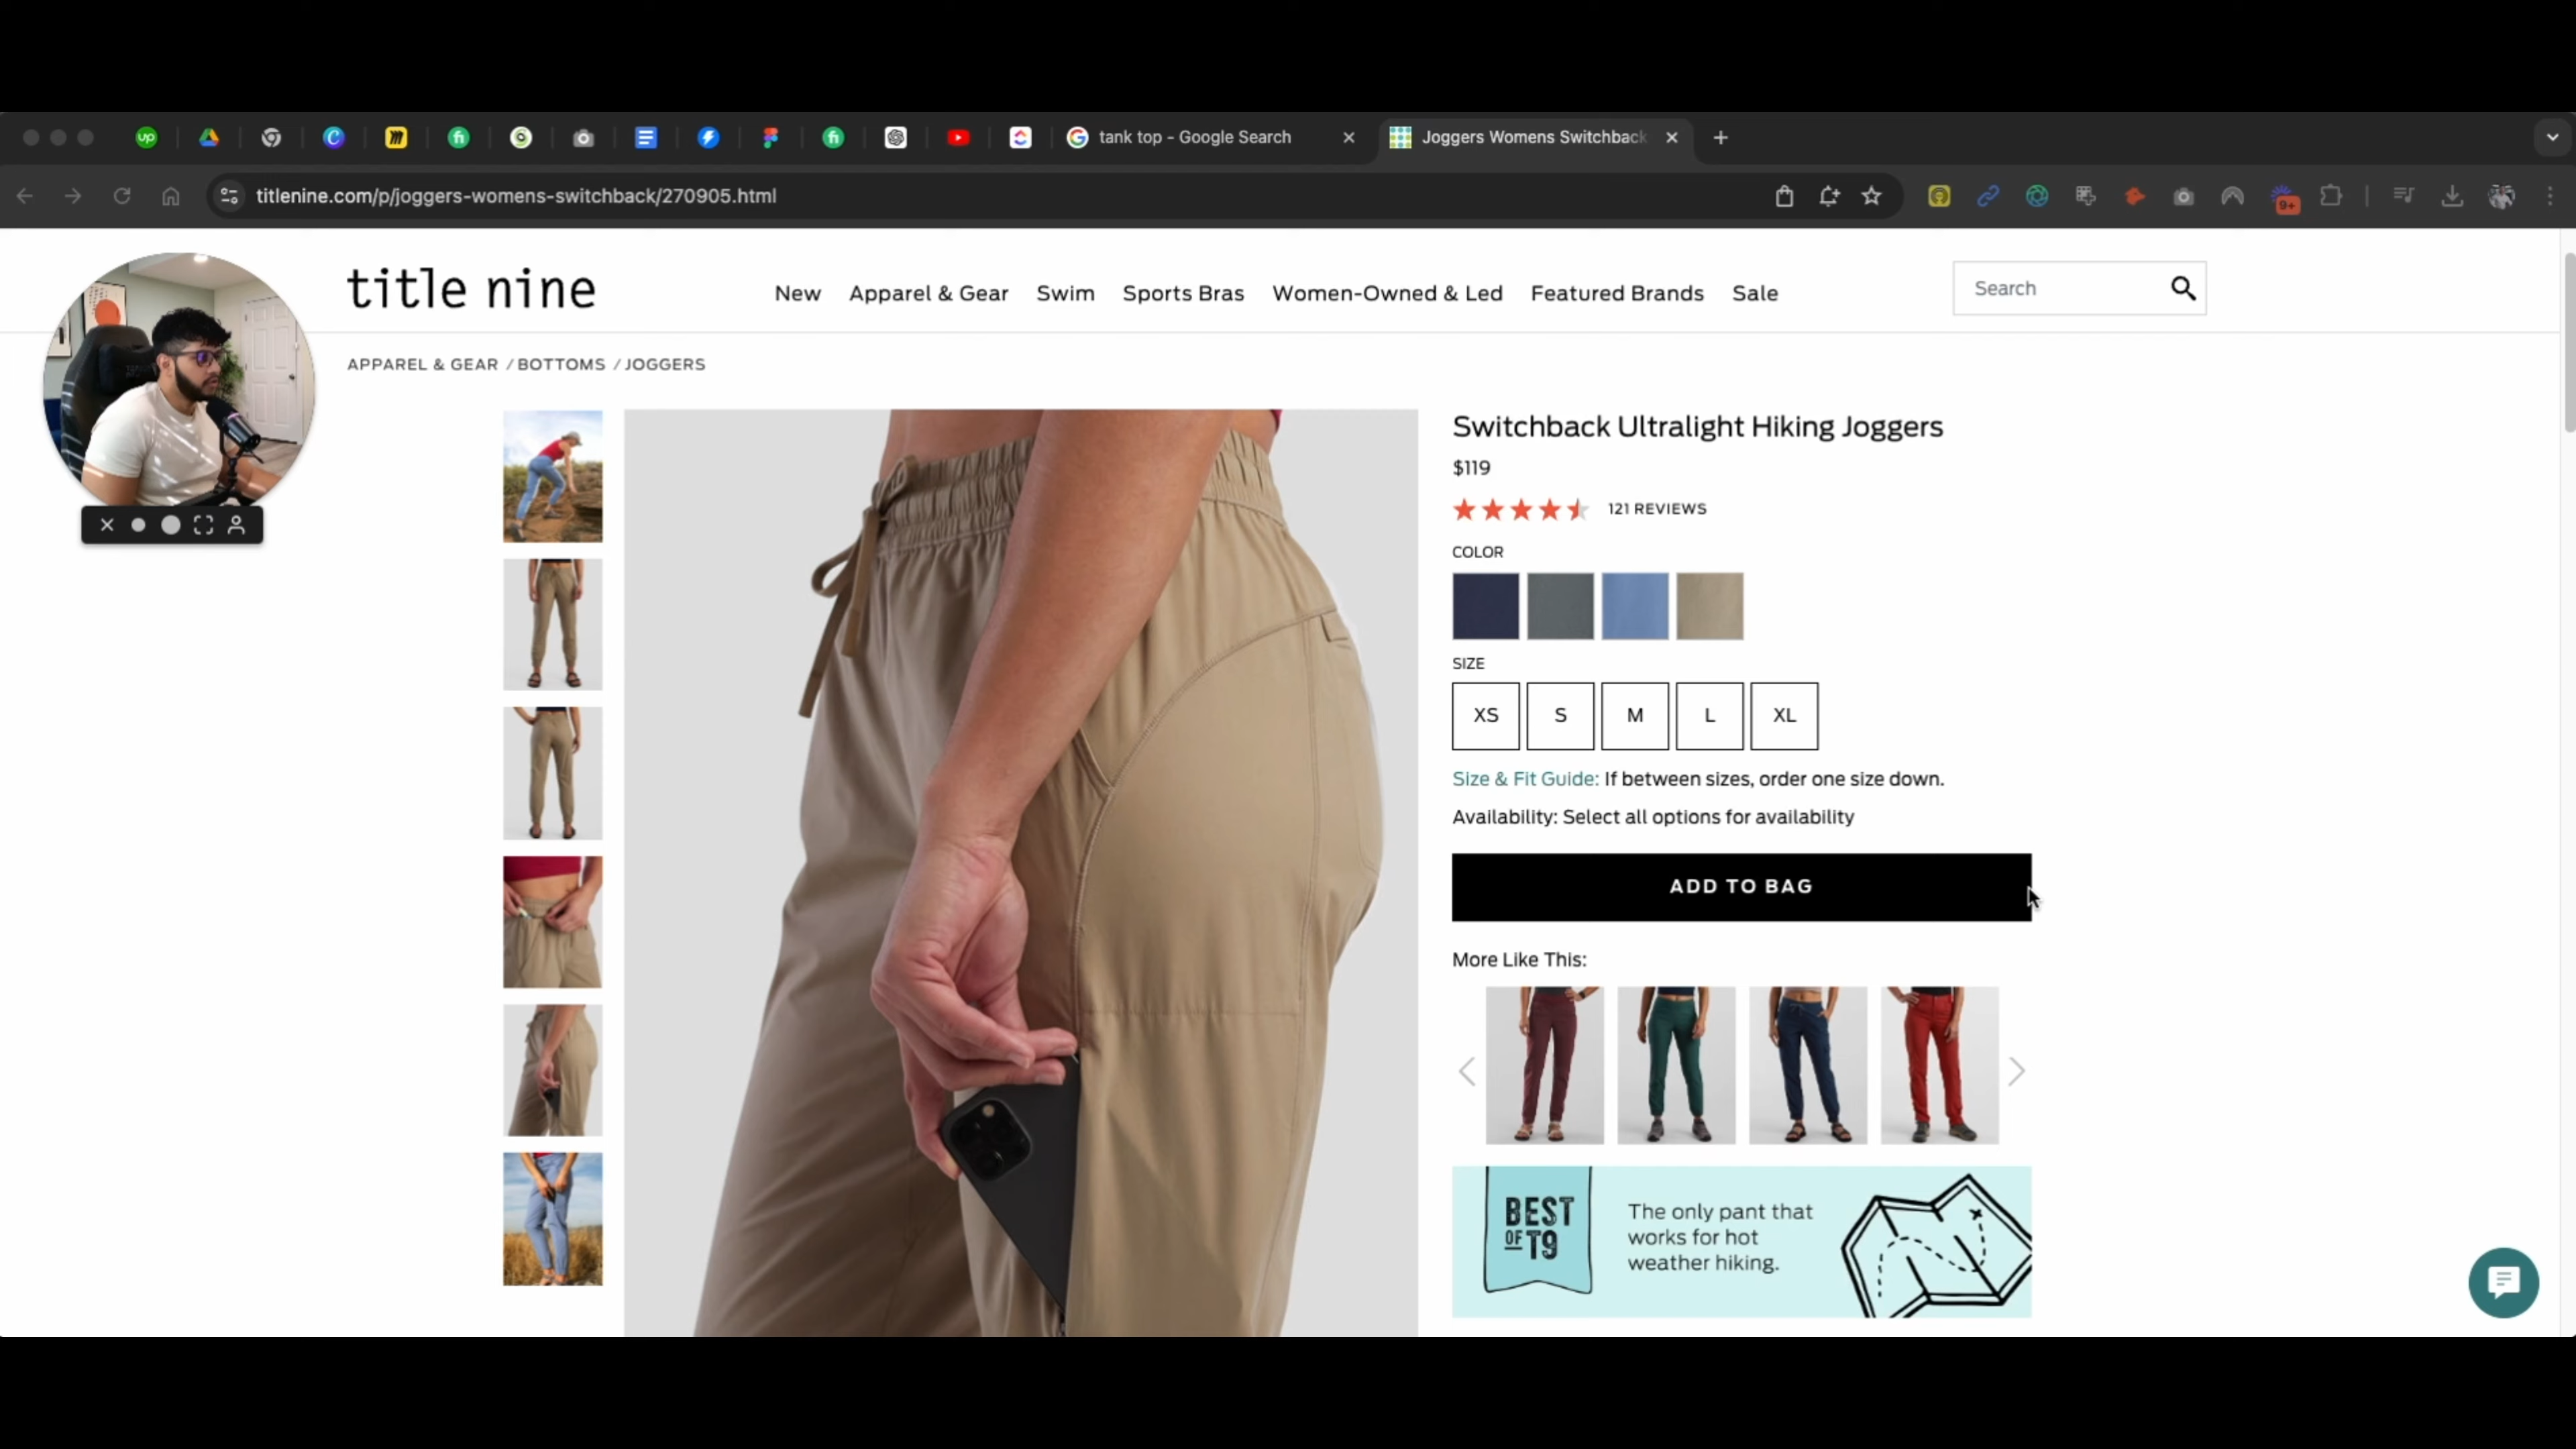 tank top - Google Search
Joggers Womens Switchback
titlenine.com/p/joggers-womens-switchback/270905.html
9+
title nine
New Apparel & Gear Swim Sports Bras Women-Owned & Led Featured Brands Sale
Search
APPAREL & GEAR / BOTTOMS / JOGGERS
Switchback Ultralight Hiking Joggers
$119
121 REVIEWS
COLOR
SIZE
XS S M L XL
Size & Fit Guide: If between sizes, order one size down.
Availability: Select all options for availability
ADD TO BAG
More Like This:
BEST
OF T9
The only pant that
works for hot
weather hiking.